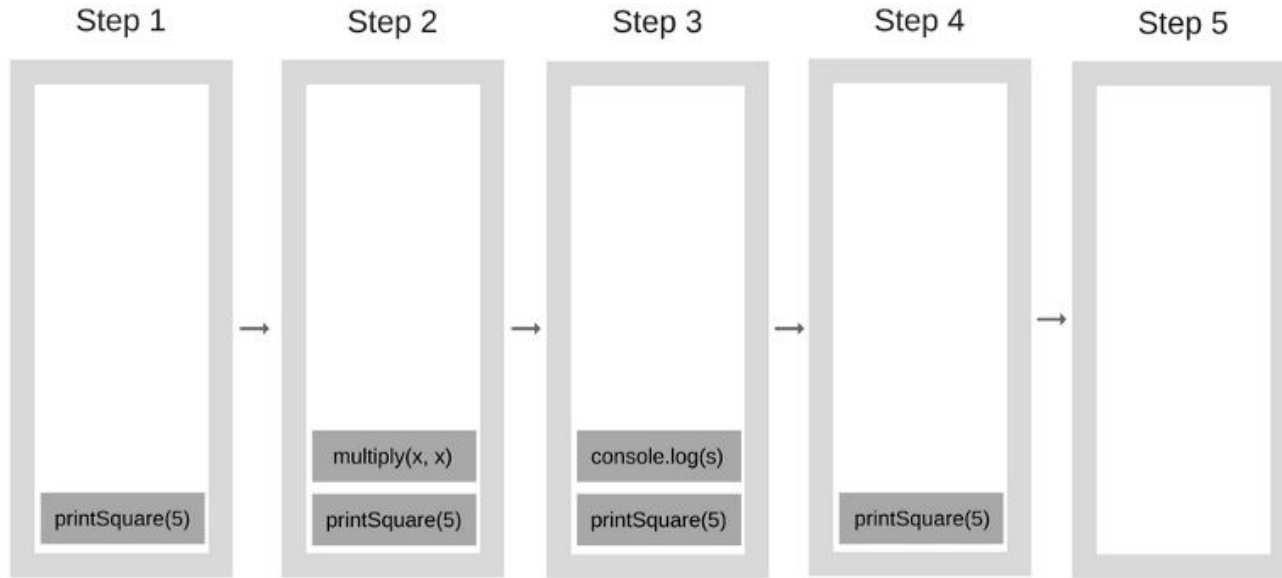 Step 1
Step 2
Step 3
Step 4
Step 5
multiply(x, x)
console.log(s)
printSquare(5)
printSquare(5)
printSquare(5)
printSquare(5)